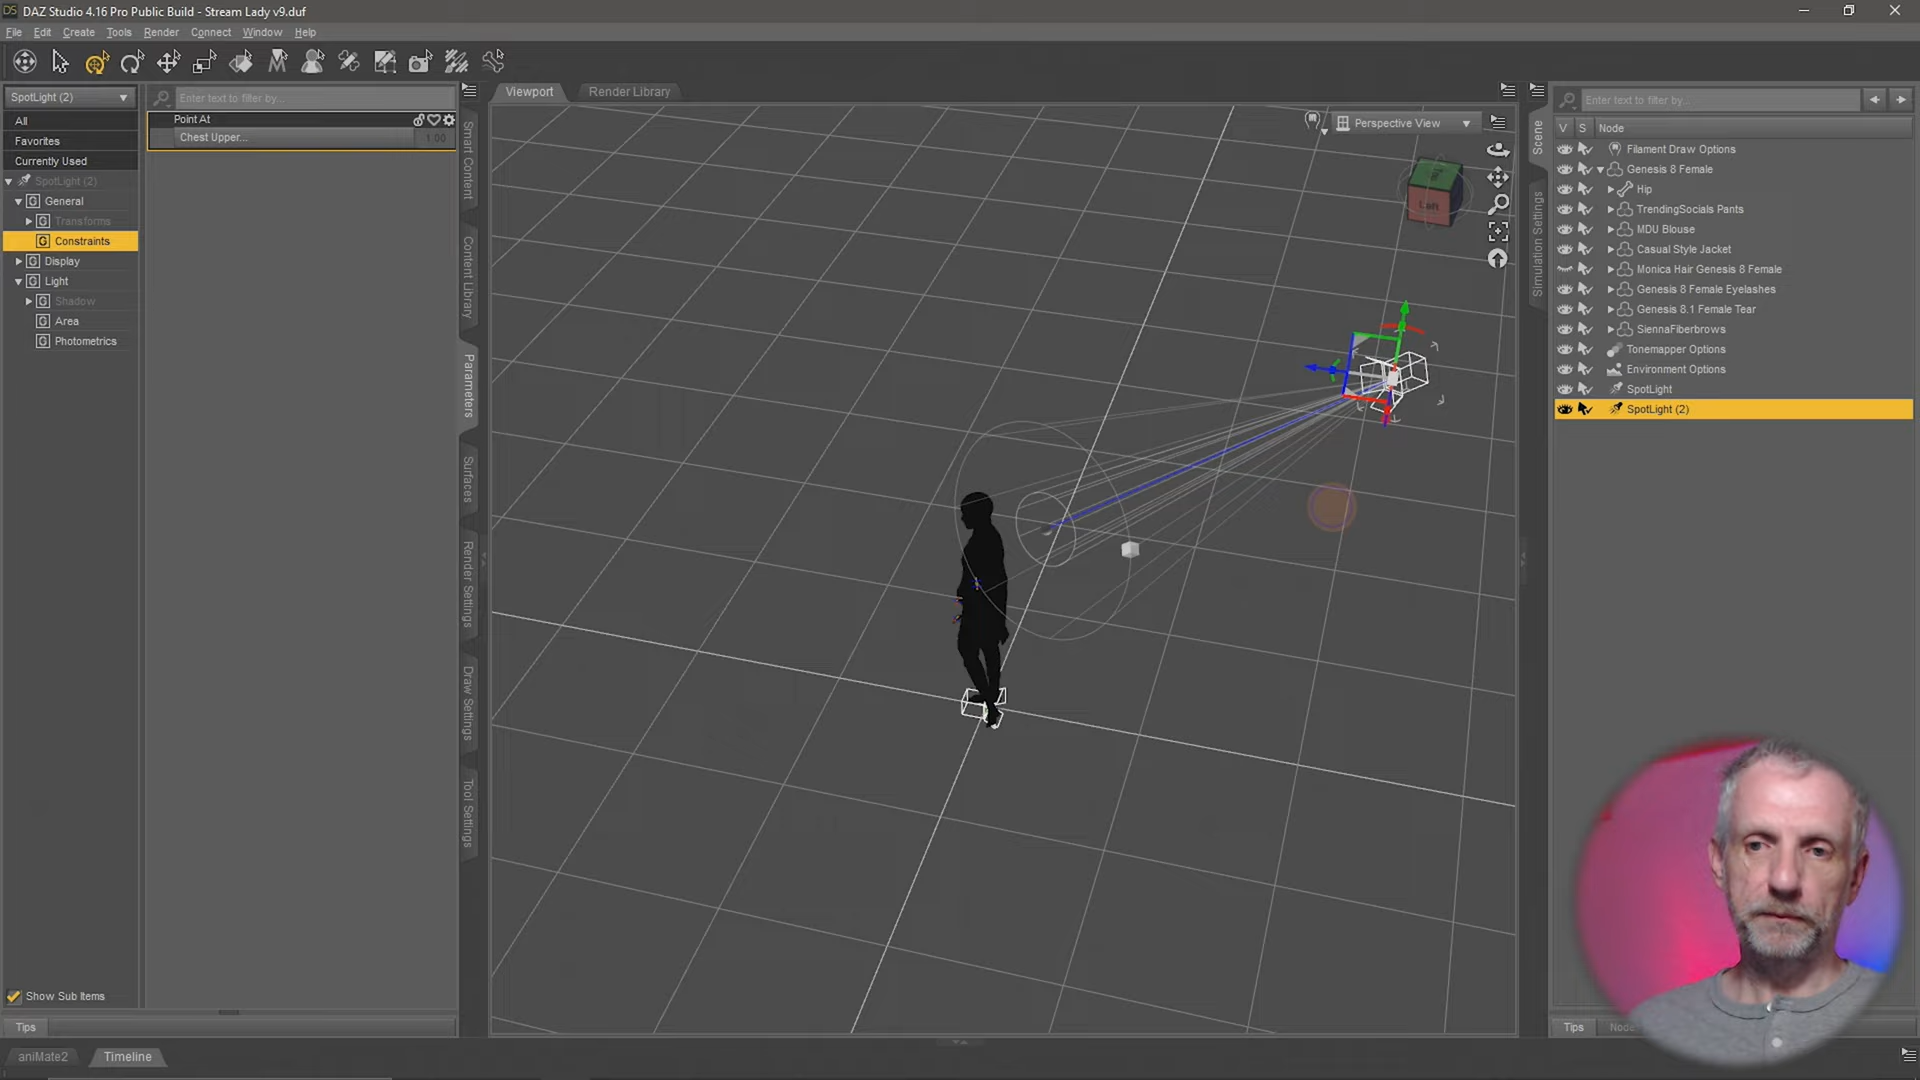 DAZ Studio 4.16 Pro Public Build - Stream Lady v9.duf
File Edit Create Tools Render Connect Window Help
SpotLight (2)
All
Favorites
Currently Used
SpotLight (2)
General
Transforms
Constraints
Display
Light
Shadow
Area
Photometrics
Show Sub Items
Tips
Enter text to filter by...
Point At
Chest Upper...
1.00
Smart Content
Content Library
Parameters
Surfaces
Render Settings
Draw Settings
Tool Settings
Viewport
Render Library
Perspective View
Left
Scene
Simulation Settings
Enter text to filter by...
V S Node
Filament Draw Options
Genesis 8 Female
Hip
TrendingSocials Pants
MDU Blouse
Casual Style Jacket
Monica Hair Genesis 8 Female
Genesis 8 Female Eyelashes
Genesis 8.1 Female Tear
SiennaFiberbrows
Tonemapper Options
Environment Options
SpotLight
SpotLight (2)
Tips
aniMate2
Timeline